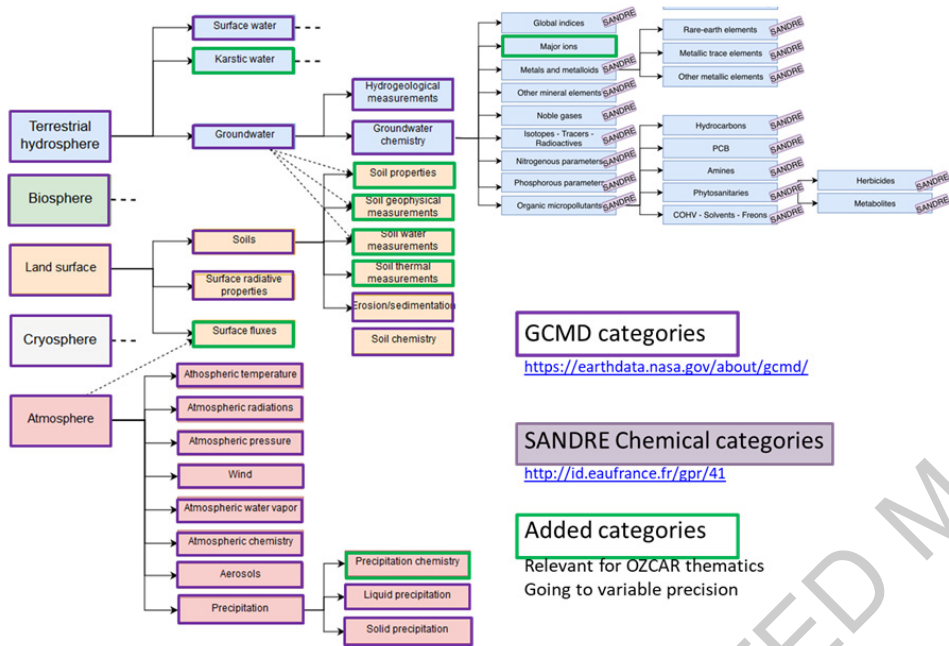 Surface water
Karstic water
Terrestrial
hydrosphere
Groundwater
Hydrogeological
measurements
Groundwater
chemistry
Global indices
SANDRE
Major ions
Metals and metalloids
SANDRE
Other mineral elements
SANDRE
Noble gases
SANDRE
Isotopes - Tracers -
Radioactives
SANDRE
Nitrogenous parameters
SANDRE
Phosphorous parameters
SANDRE
Organic micropollutants
SANDRE
Rare-earth elements
SANDRE
Metallic trace elements
SANDRE
Other metallic elements
SANDRE
Hydrocarbons
SANDRE
PCB
SANDRE
Amines
SANDRE
Phytosanitaries
SANDRE
COHV - Solvents - Freons
SANDRE
Herbicides
SANDRE
Metabolites
SANDRE
Biosphere
Land surface
Soils
Surface radiative
properties
Surface fluxes
Soil properties
Soil geophysical
measurements
Soil water
measurements
Soil thermal
measurements
Erosion/sedimentation
Soil chemistry
Cryosphere
Atmosphere
Athospheric temperature
Atmospheric radiations
Atmospheric pressure
Wind
Atmospheric water vapor
Atmospheric chemistry
Aerosols
Precipitation
Precipitation chemistry
Liquid precipitation
Solid precipitation
GCMD categories
https://earthdata.nasa.gov/about/gcmd/
SANDRE Chemical categories
http://id.eaufrance.fr/gpr/41
Added categories
Relevant for OZCAR thematics
Going to variable precision
TED M